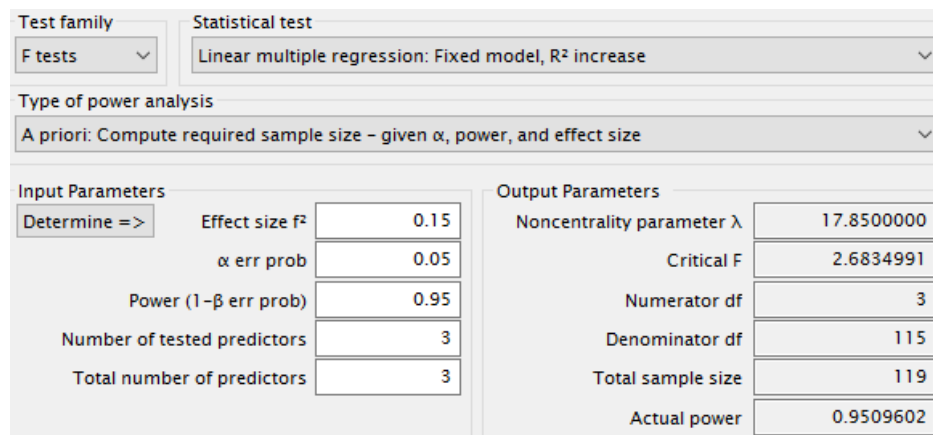 Test family Statistical test
F tests Linear multiple regression: Fixed model, R² increase
Type of power analysis
A priori: Compute required sample size – given α, power, and effect size
Input Parameters Output Parameters
Determine => Effect size f² 0.15 Noncentrality parameter λ 17.8500000
α err prob 0.05 Critical F 2.6834991
Power (1–β err prob) 0.95 Numerator df 3
Number of tested predictors 3 Denominator df 115
Total number of predictors 3 Total sample size 119
Actual power 0.9509602